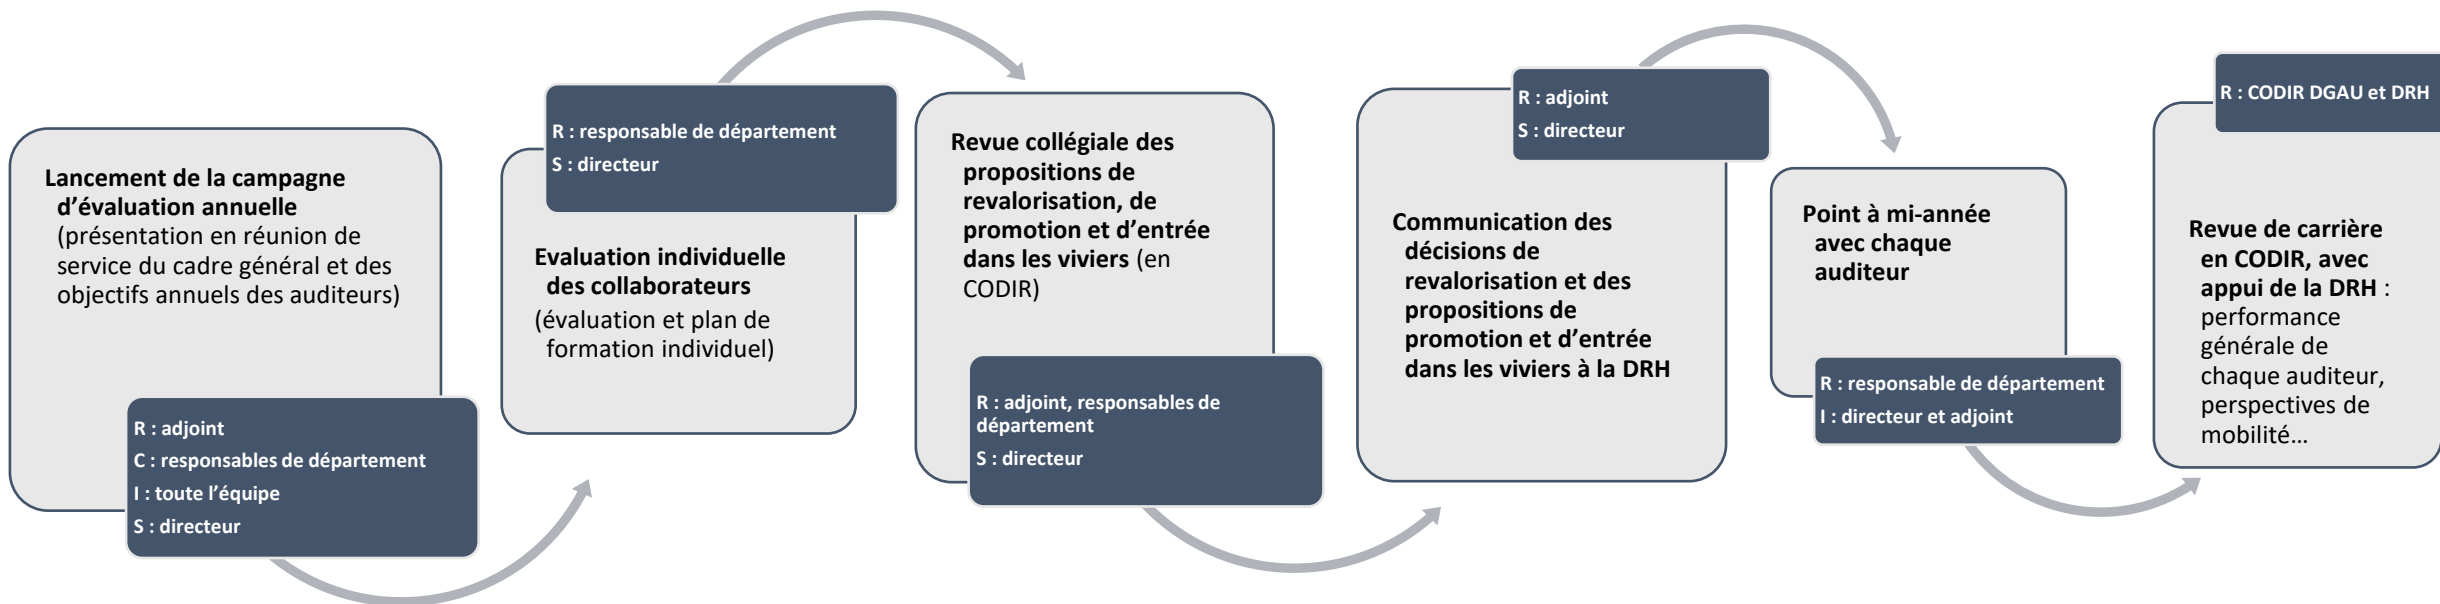 Lancement de la campagne
d’évaluation annuelle
(présentation en réunion de
service du cadre général et des
objectifs annuels des auditeurs)
R : adjoint
C : responsables de département
I : toute l’équipe
S : directeur
R : responsable de département
S : directeur
Evaluation individuelle
des collaborateurs
(évaluation et plan de
formation individuel)
Revue collégiale des
propositions de
revalorisation, de
promotion et d’entrée
dans les viviers (en
CODIR)
R : adjoint, responsables de
département
S : directeur
R : adjoint
S : directeur
Communication des
décisions de
revalorisation et des
propositions de
promotion et d’entrée
dans les viviers à la DRH
Point à mi-année
avec chaque
auditeur
R : responsable de département
I : directeur et adjoint
R : CODIR DGAU et DRH
Revue de carrière
en CODIR, avec
appui de la DRH :
performance
générale de
chaque auditeur,
perspectives de
mobilité…